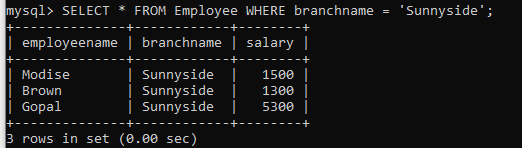 mysql> SELECT * FROM Employee WHERE branchname = 'Sunnyside';
+--------------+------------+--------+
| employeename | branchname | salary |
+--------------+------------+--------+
| Modise       | Sunnyside  |   1500 |
| Brown        | Sunnyside  |   1300 |
| Gopal        | Sunnyside  |   5300 |
+--------------+------------+--------+
3 rows in set (0.00 sec)